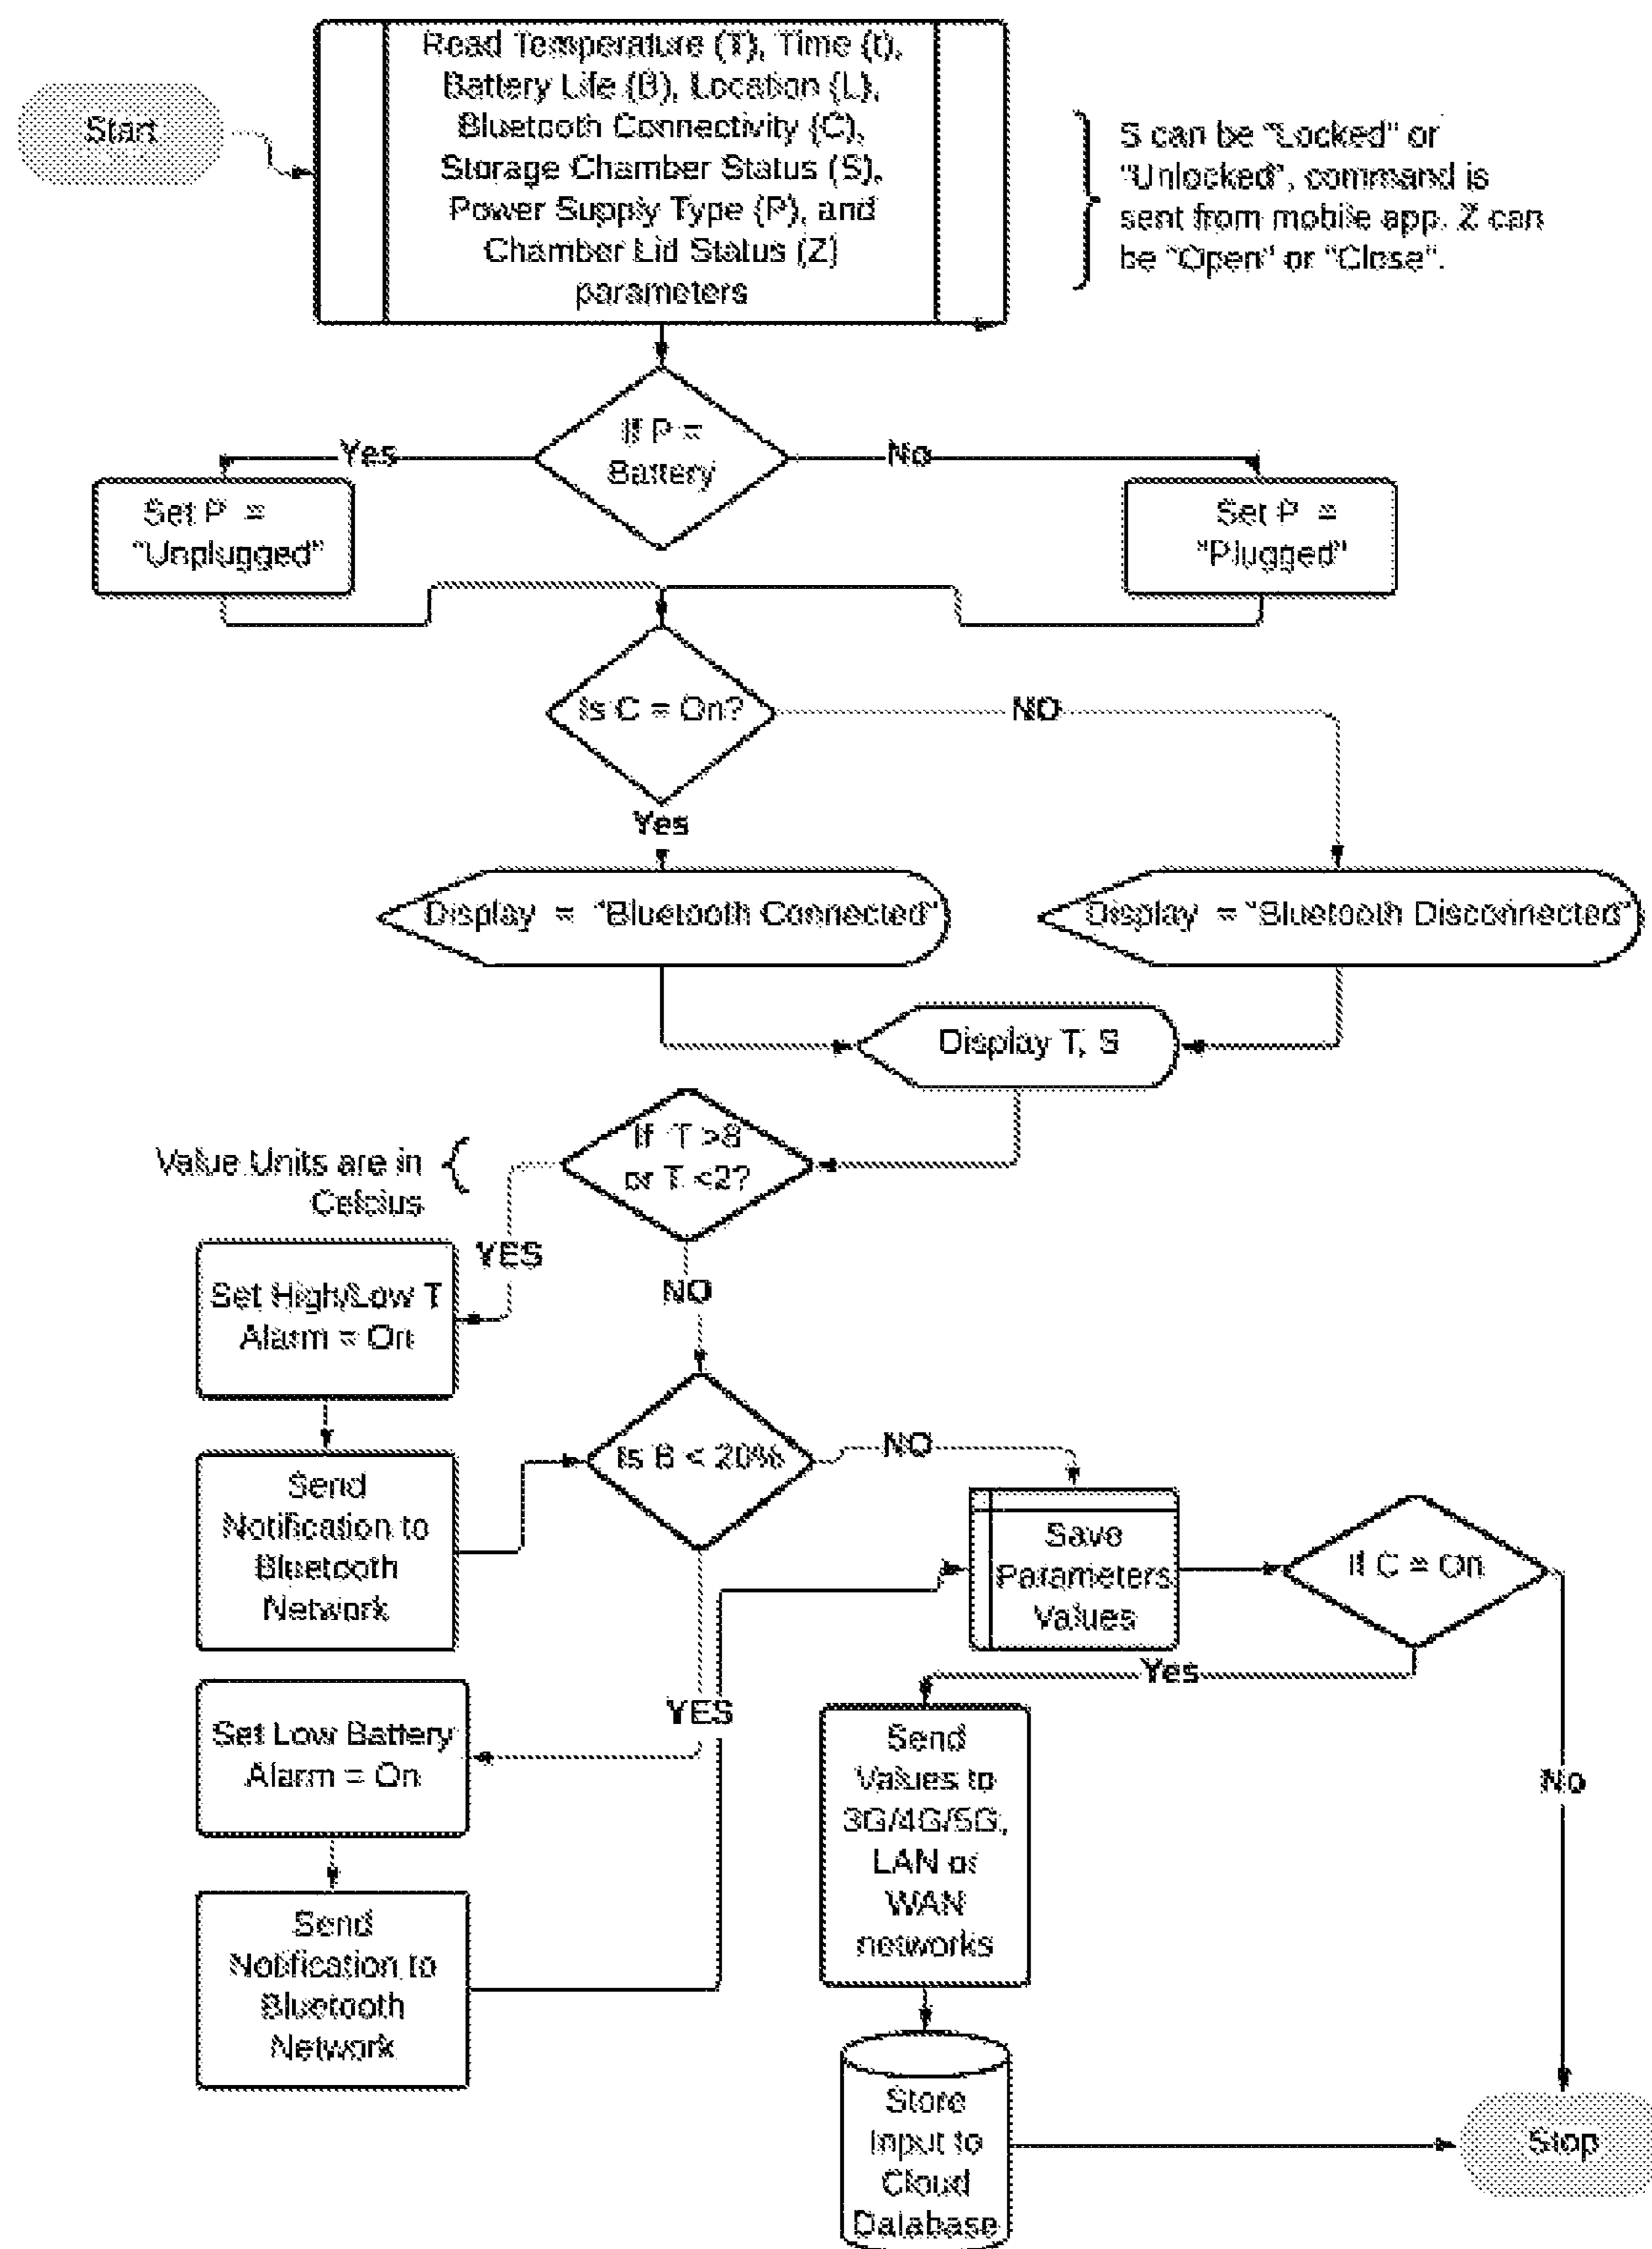 Start
Read Temperature (T), Time (t),
Battery Life (B), Location (L),
Bluetooth Connectivity (C),
Storage Chamber Status (S),
Power Supply Type (P), and
Chamber Lid Status (Z)
parameters
S can be "Locked" or
"Unlocked", command is
sent from mobile app. Z can
be "Open" or "Close".
If P =
Battery
Yes
No
Set P =
"Unplugged"
Set P =
"Plugged"
Is C = On?
NO
Yes
Display = "Bluetooth Connected"
Display = "Bluetooth Disconnected"
Display T, S
If T >8
or T <2?
Value Units are in
Celcius
YES
NO
Set High/Low T
Alarm = On
Is B < 20%
NO
Send
Notification to
Bluetooth
Network
Save
Parameters
Values
If C = On
Yes
YES
Set Low Battery
Alarm = On
Send
Values to
3G/4G/5G,
LAN or
WAN
networks
No
Send
Notification to
Bluetooth
Network
Store
Input to
Cloud
Database
Stop